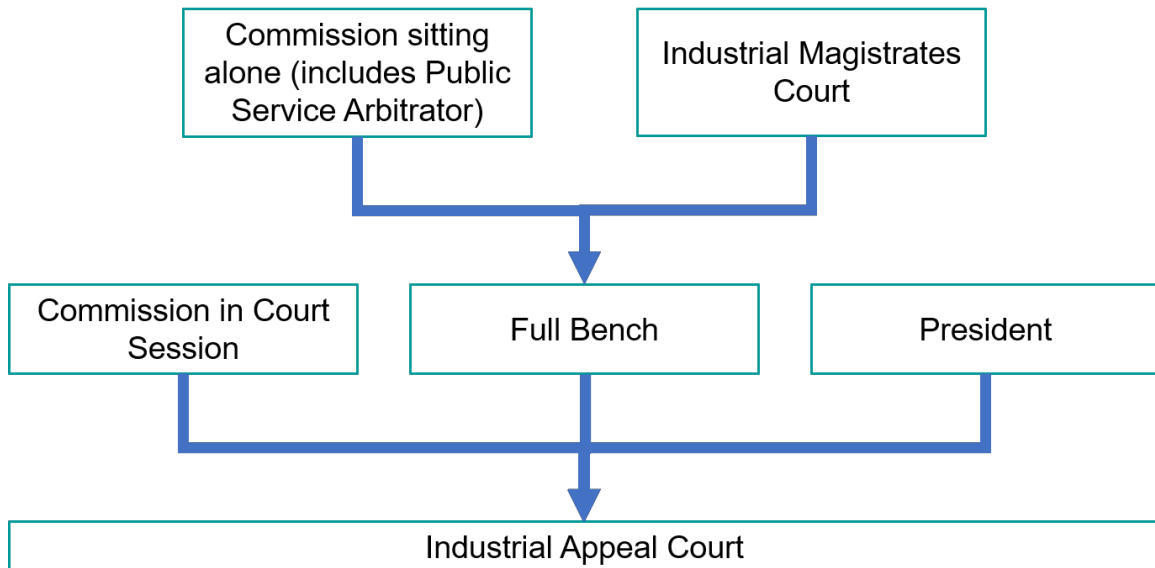 Commission sitting
alone (includes Public
Service Arbitrator)
Industrial Magistrates
Court
Commission in Court
Session
Full Bench
President
Industrial Appeal Court